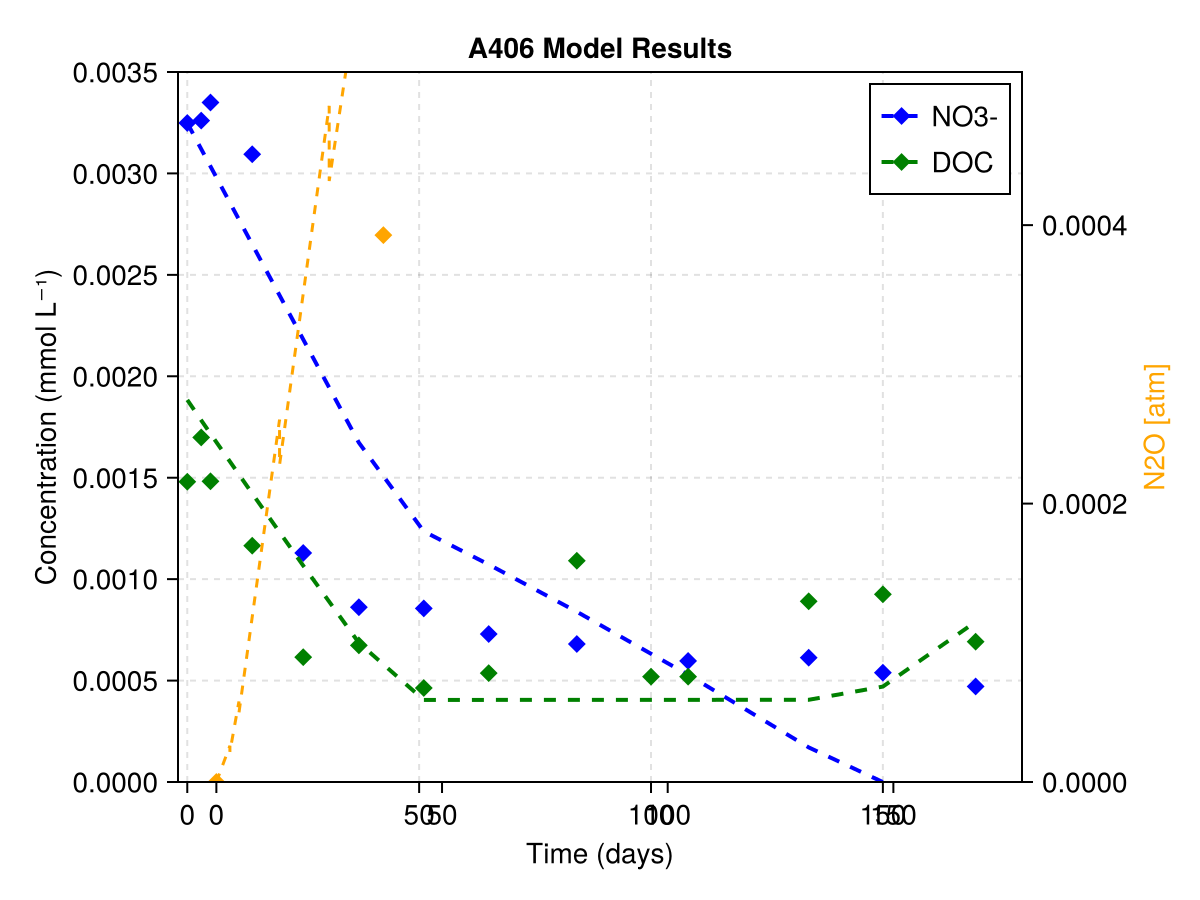 A406 Model Results
0.0035
0.0030
0.0025
0.0020
0.0015
0.0010
0.0005
0.0000
Concentration (mmol L⁻¹)
NO3-
DOC
0.0004
0.0002
0.0000
N2O [atm]
0 0 50 50 100 100 150 150
Time (days)